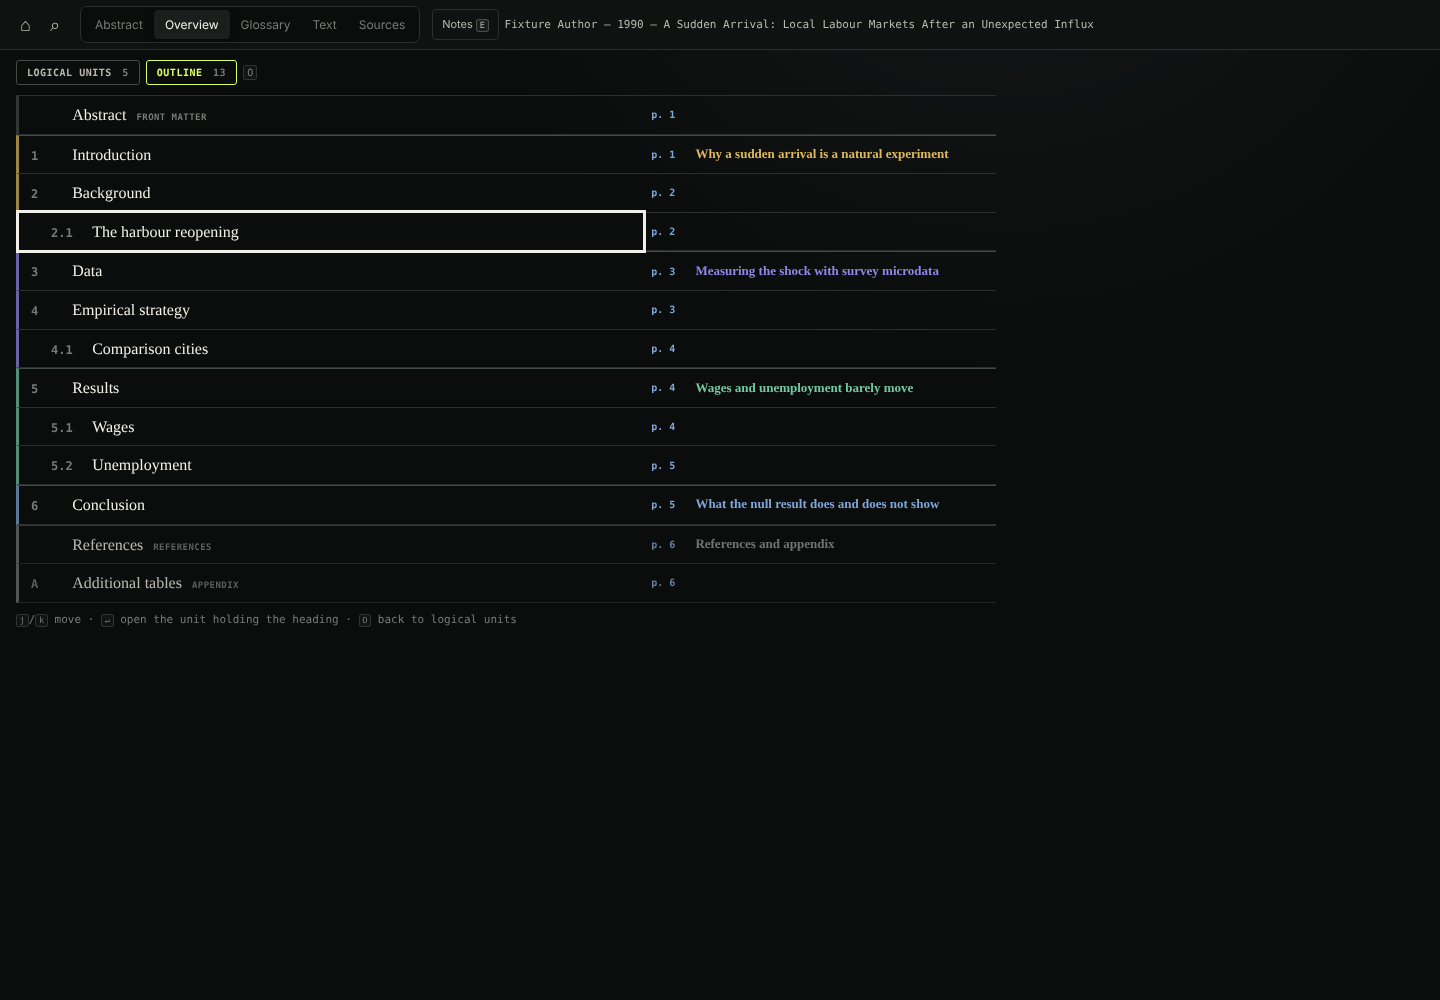 ⌂ ⌕ Abstract Overview Glossary Text Sources Notes E Fixture Author — 1990 — A Sudden Arrival: Local Labour Markets After an Unexpected Influx
LOGICAL UNITS 5 OUTLINE 13 O
Abstract FRONT MATTER p. 1
1 Introduction p. 1 Why a sudden arrival is a natural experiment
2 Background p. 2
2.1 The harbour reopening p. 2
3 Data p. 3 Measuring the shock with survey microdata
4 Empirical strategy p. 3
4.1 Comparison cities p. 4
5 Results p. 4 Wages and unemployment barely move
5.1 Wages p. 4
5.2 Unemployment p. 5
6 Conclusion p. 5 What the null result does and does not show
References REFERENCES p. 6 References and appendix
A Additional tables APPENDIX p. 6
j/k move · ↵ open the unit holding the heading · O back to logical units